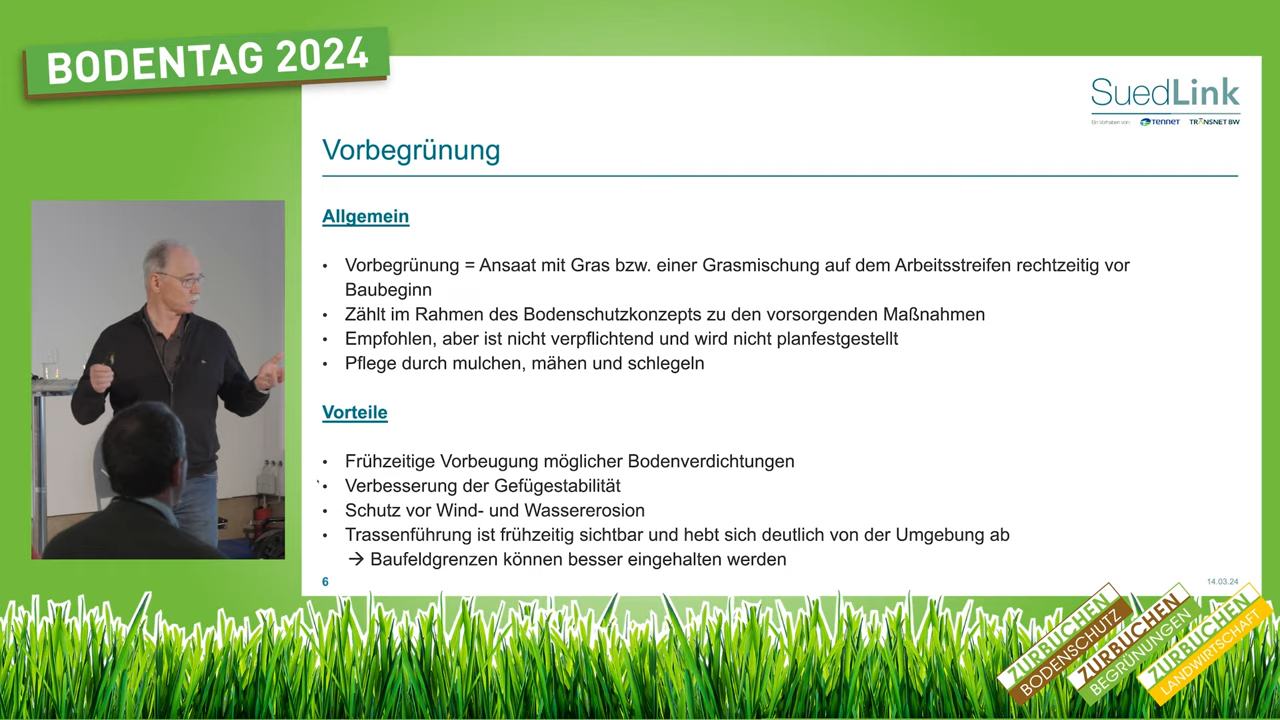 BODENTAG 2024
SuedLink
Ein Vorhaben von:
TENNET
TRANSNET BW
Vorbegrünung
Allgemein
• Vorbegrünung = Ansaat mit Gras bzw. einer Grasmischung auf dem Arbeitsstreifen rechtzeitig vor
Baubeginn
• Zählt im Rahmen des Bodenschutzkonzepts zu den vorsorgenden Maßnahmen
• Empfohlen, aber ist nicht verpflichtend und wird nicht planfestgestellt
• Pflege durch mulchen, mähen und schlegeln
Vorteile
• Frühzeitige Vorbeugung möglicher Bodenverdichtungen
• Verbesserung der Gefügestabilität
• Schutz vor Wind- und Wassererosion
• Trassenführung ist frühzeitig sichtbar und hebt sich deutlich von der Umgebung ab
→ Baufeldgrenzen können besser eingehalten werden
6
14.03.24
ZURBUCHEN
BODENSCHUTZ
ZURBUCHEN
BEGRÜNUNGEN
ZURBUCHEN
LANDWIRTSCHAFT